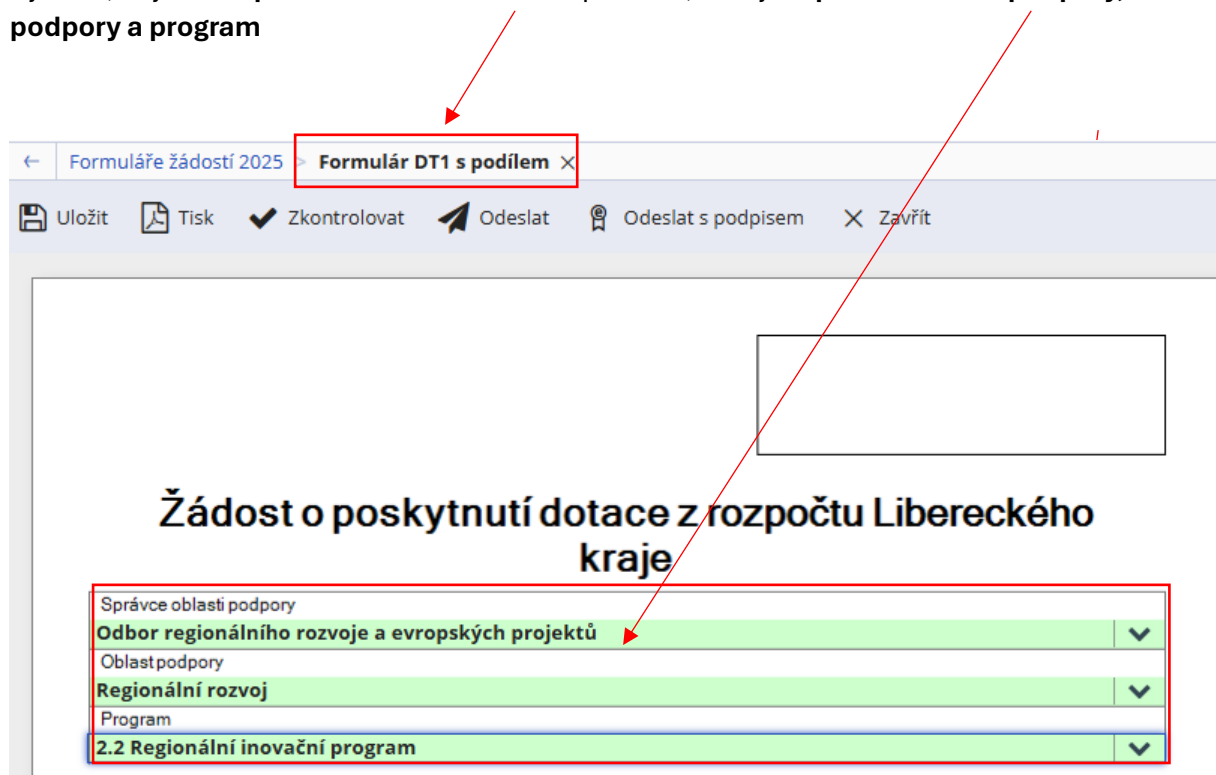 podpory a program
← Formuláře žádostí 2025 > Formulář DT1 s podílem ×
Uložit Tisk Zkontrolovat Odeslat Odeslat s podpisem × Zavřít
Žádost o poskytnutí dotace z rozpočtu Libereckého
kraje
Správce oblasti podpory
Odbor regionálního rozvoje a evropských projektů
Oblast podpory
Regionální rozvoj
Program
2.2 Regionální inovační program